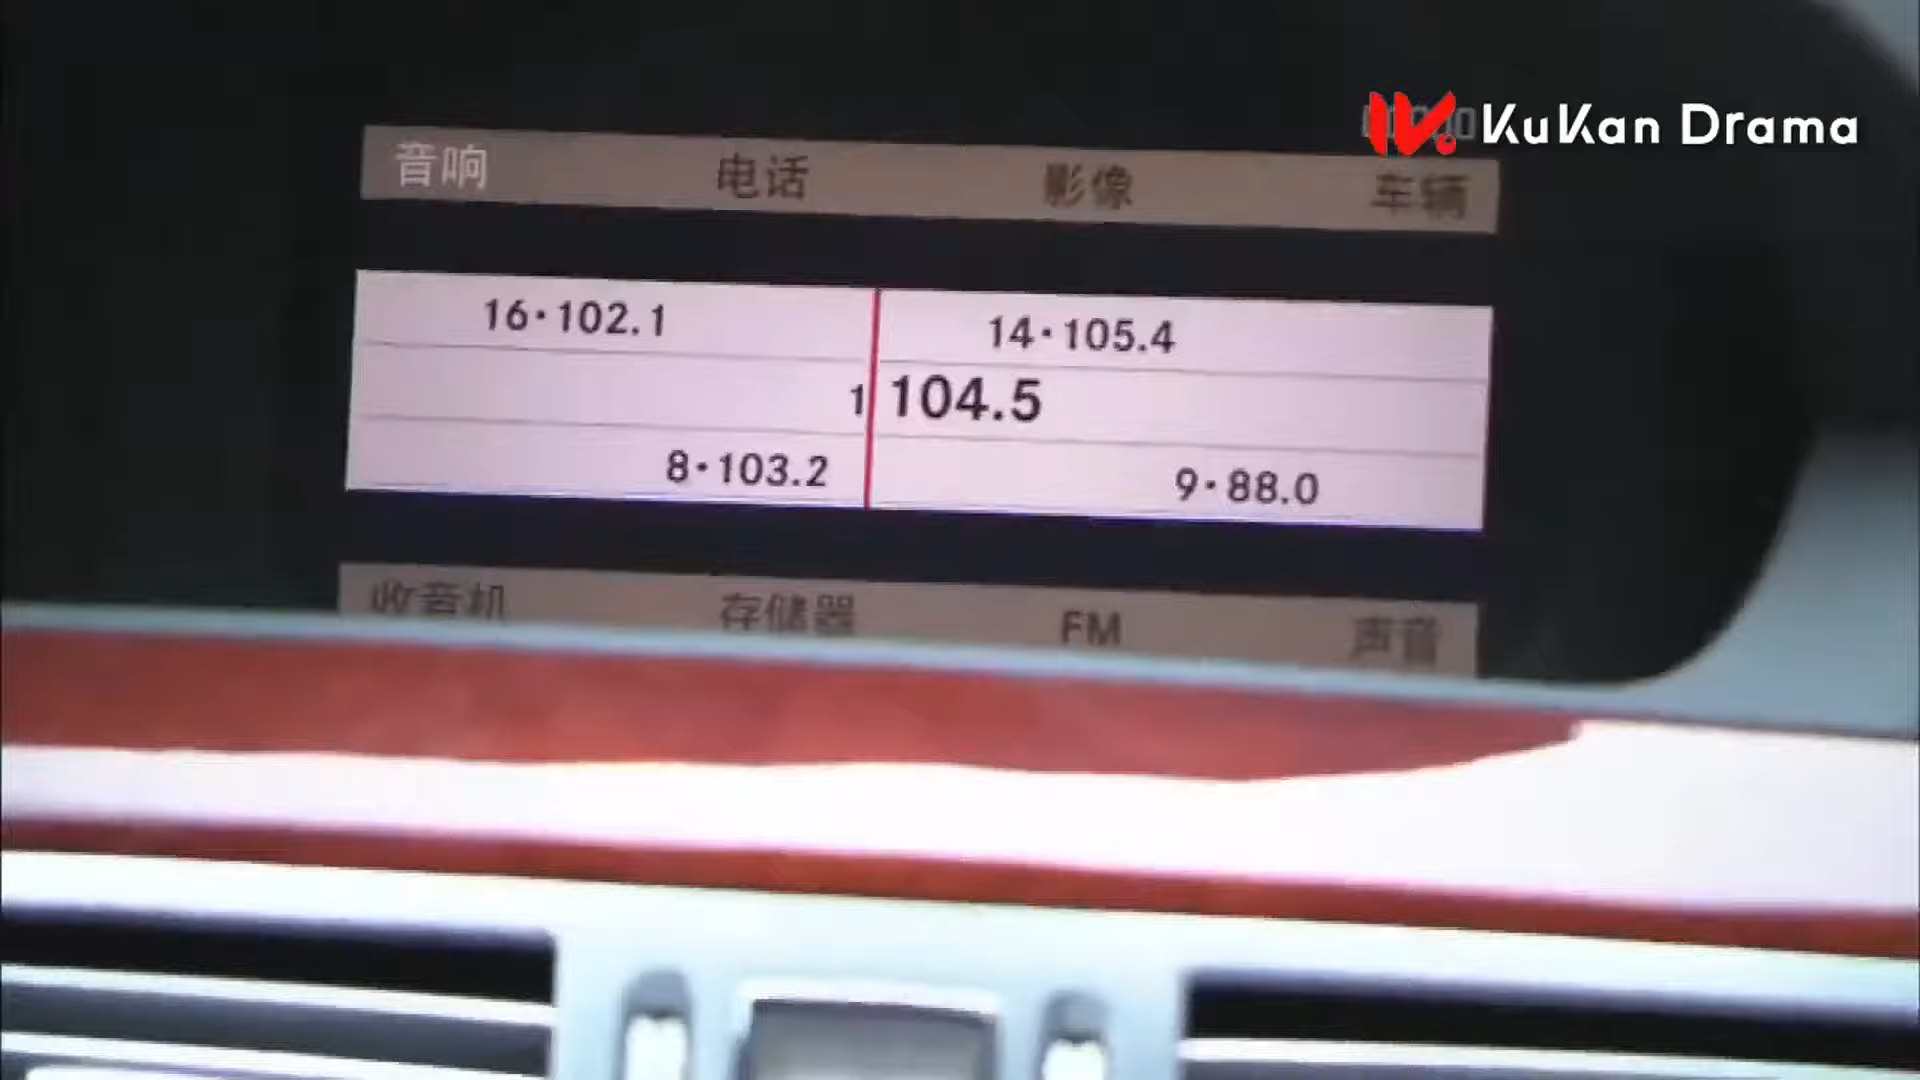 KuKan Drama
音响 电话 影像 车辆
16·102.1 14·105.4
1 104.5
8·103.2 9·88.0
收音机 存储器 FM 声音